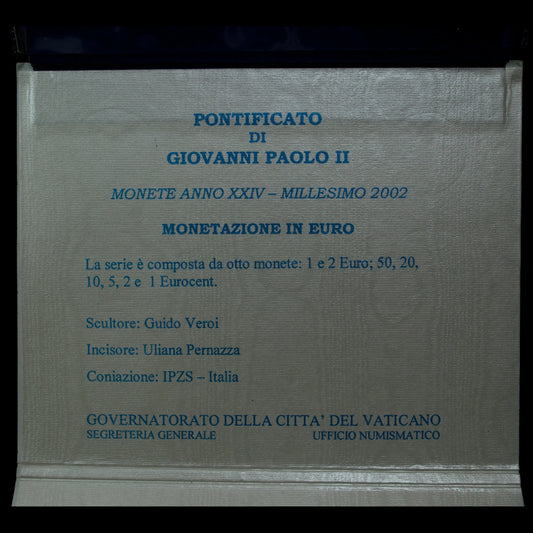 PONTIFICATO
DI
GIOVANNI PAOLO II
MONETE ANNO XXIV – MILLESIMO 2002
MONETAZIONE IN EURO
La serie è composta da otto monete: 1 e 2 Euro; 50, 20,
10, 5, 2 e 1 Eurocent.
Scultore: Guido Veroi
Incisore: Uliana Pernazza
Coniazione: IPZS – Italia
GOVERNATORATO DELLA CITTA' DEL VATICANO
SEGRETERIA GENERALE UFFICIO NUMISMATICO